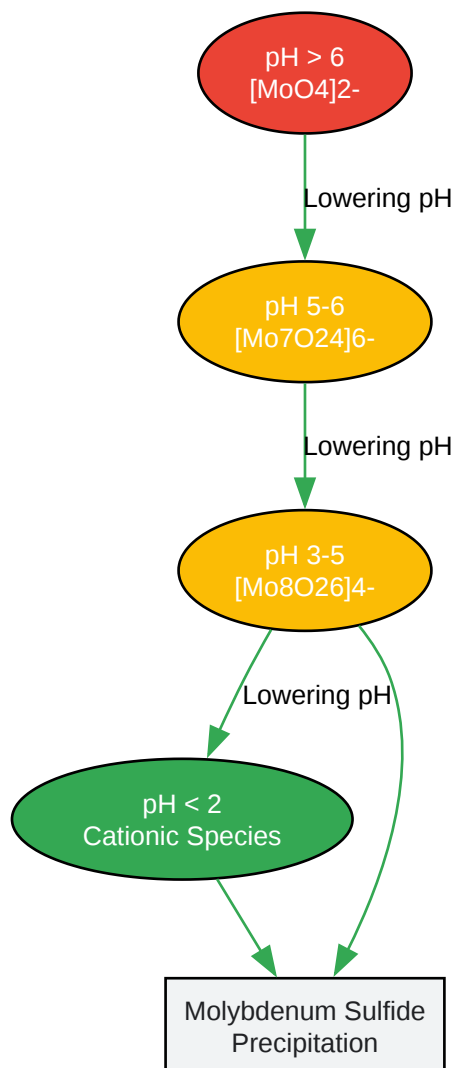 pH > 6
[MoO4]2-
Lowering pH
pH 5-6
[Mo7O24]6-
Lowering pH
pH 3-5
[Mo8O26]4-
Lowering pH
pH < 2
Cationic Species
Molybdenum Sulfide
Precipitation